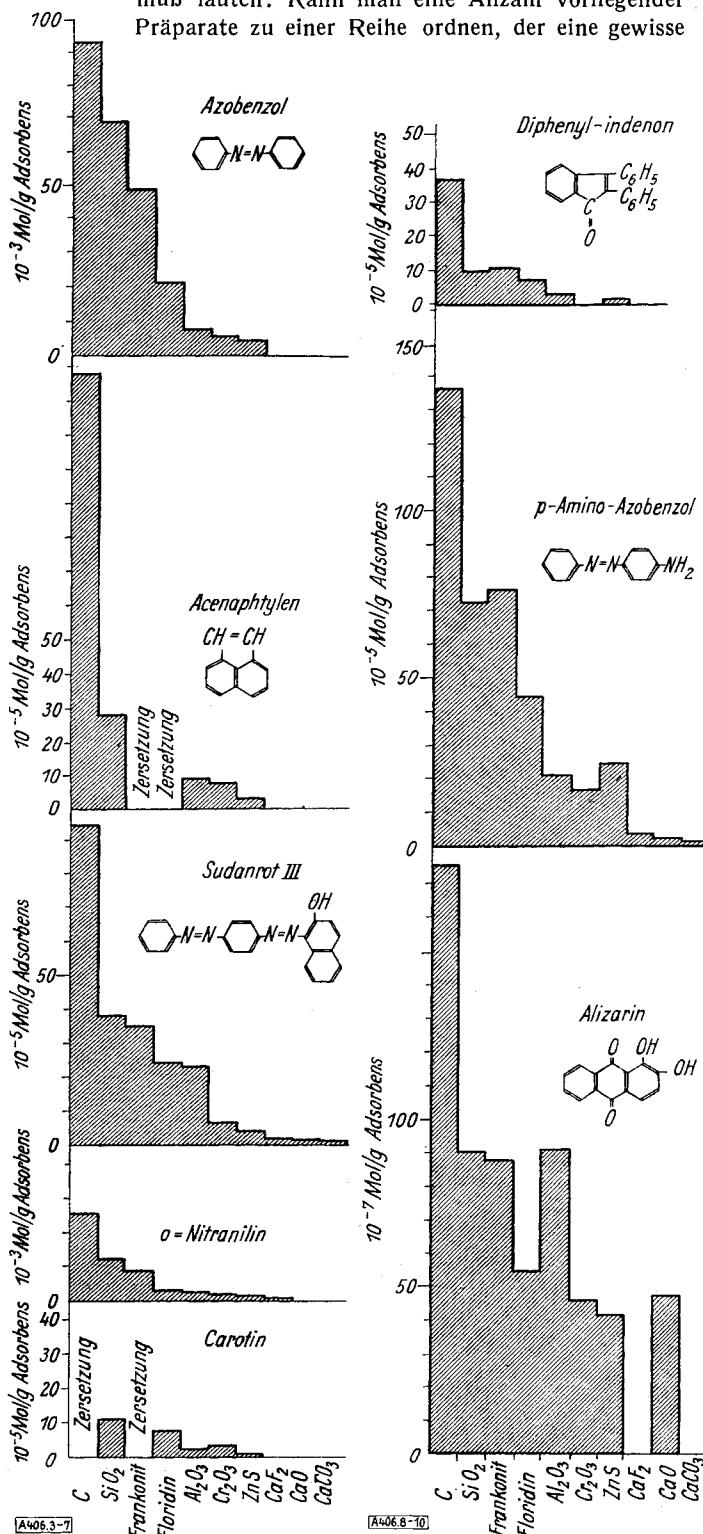 muß lauten: Kann man eine Anzahl vorliegender
Präparate zu einer Reihe ordnen, der eine gewisse
100
50
0
10⁻³ Mol/g Adsorbens
Azobenzol
N=N
50
40
30
20
10
0
10⁻⁵ Mol/g Adsorbens
Acenaphtylen
CH = CH
Zersetzung
Zersetzung
50
0
10⁻⁵ Mol/g Adsorbens
Sudanrot III
OH
N=N
N=N
0
10⁻³ Mol/g Adsorbens
o=Nitranilin
40
30
20
10
0
10⁻⁵ Mol/g Adsorbens
Carotin
Zersetzung
Zersetzung
C
SiO₂
Frankonit
Floridin
Al₂O₃
Cr₂O₃
ZnS
CaF₂
CaO
CaCO₃
A406.3-7
50
40
30
20
10
0
10⁻⁵ Mol/g Adsorbens
Diphenyl-indenon
C₆H₅
C₆H₅
C
O
150
100
50
0
10⁻⁵ Mol/g Adsorbens
p-Amino-Azobenzol
N=N
NH₂
100
50
0
10⁻⁷ Mol/g Adsorbens
Alizarin
O OH
OH
O
C
SiO₂
Frankonit
Floridin
Al₂O₃
Cr₂O₃
ZnS
CaF₂
CaO
CaCO₃
A406.8-10